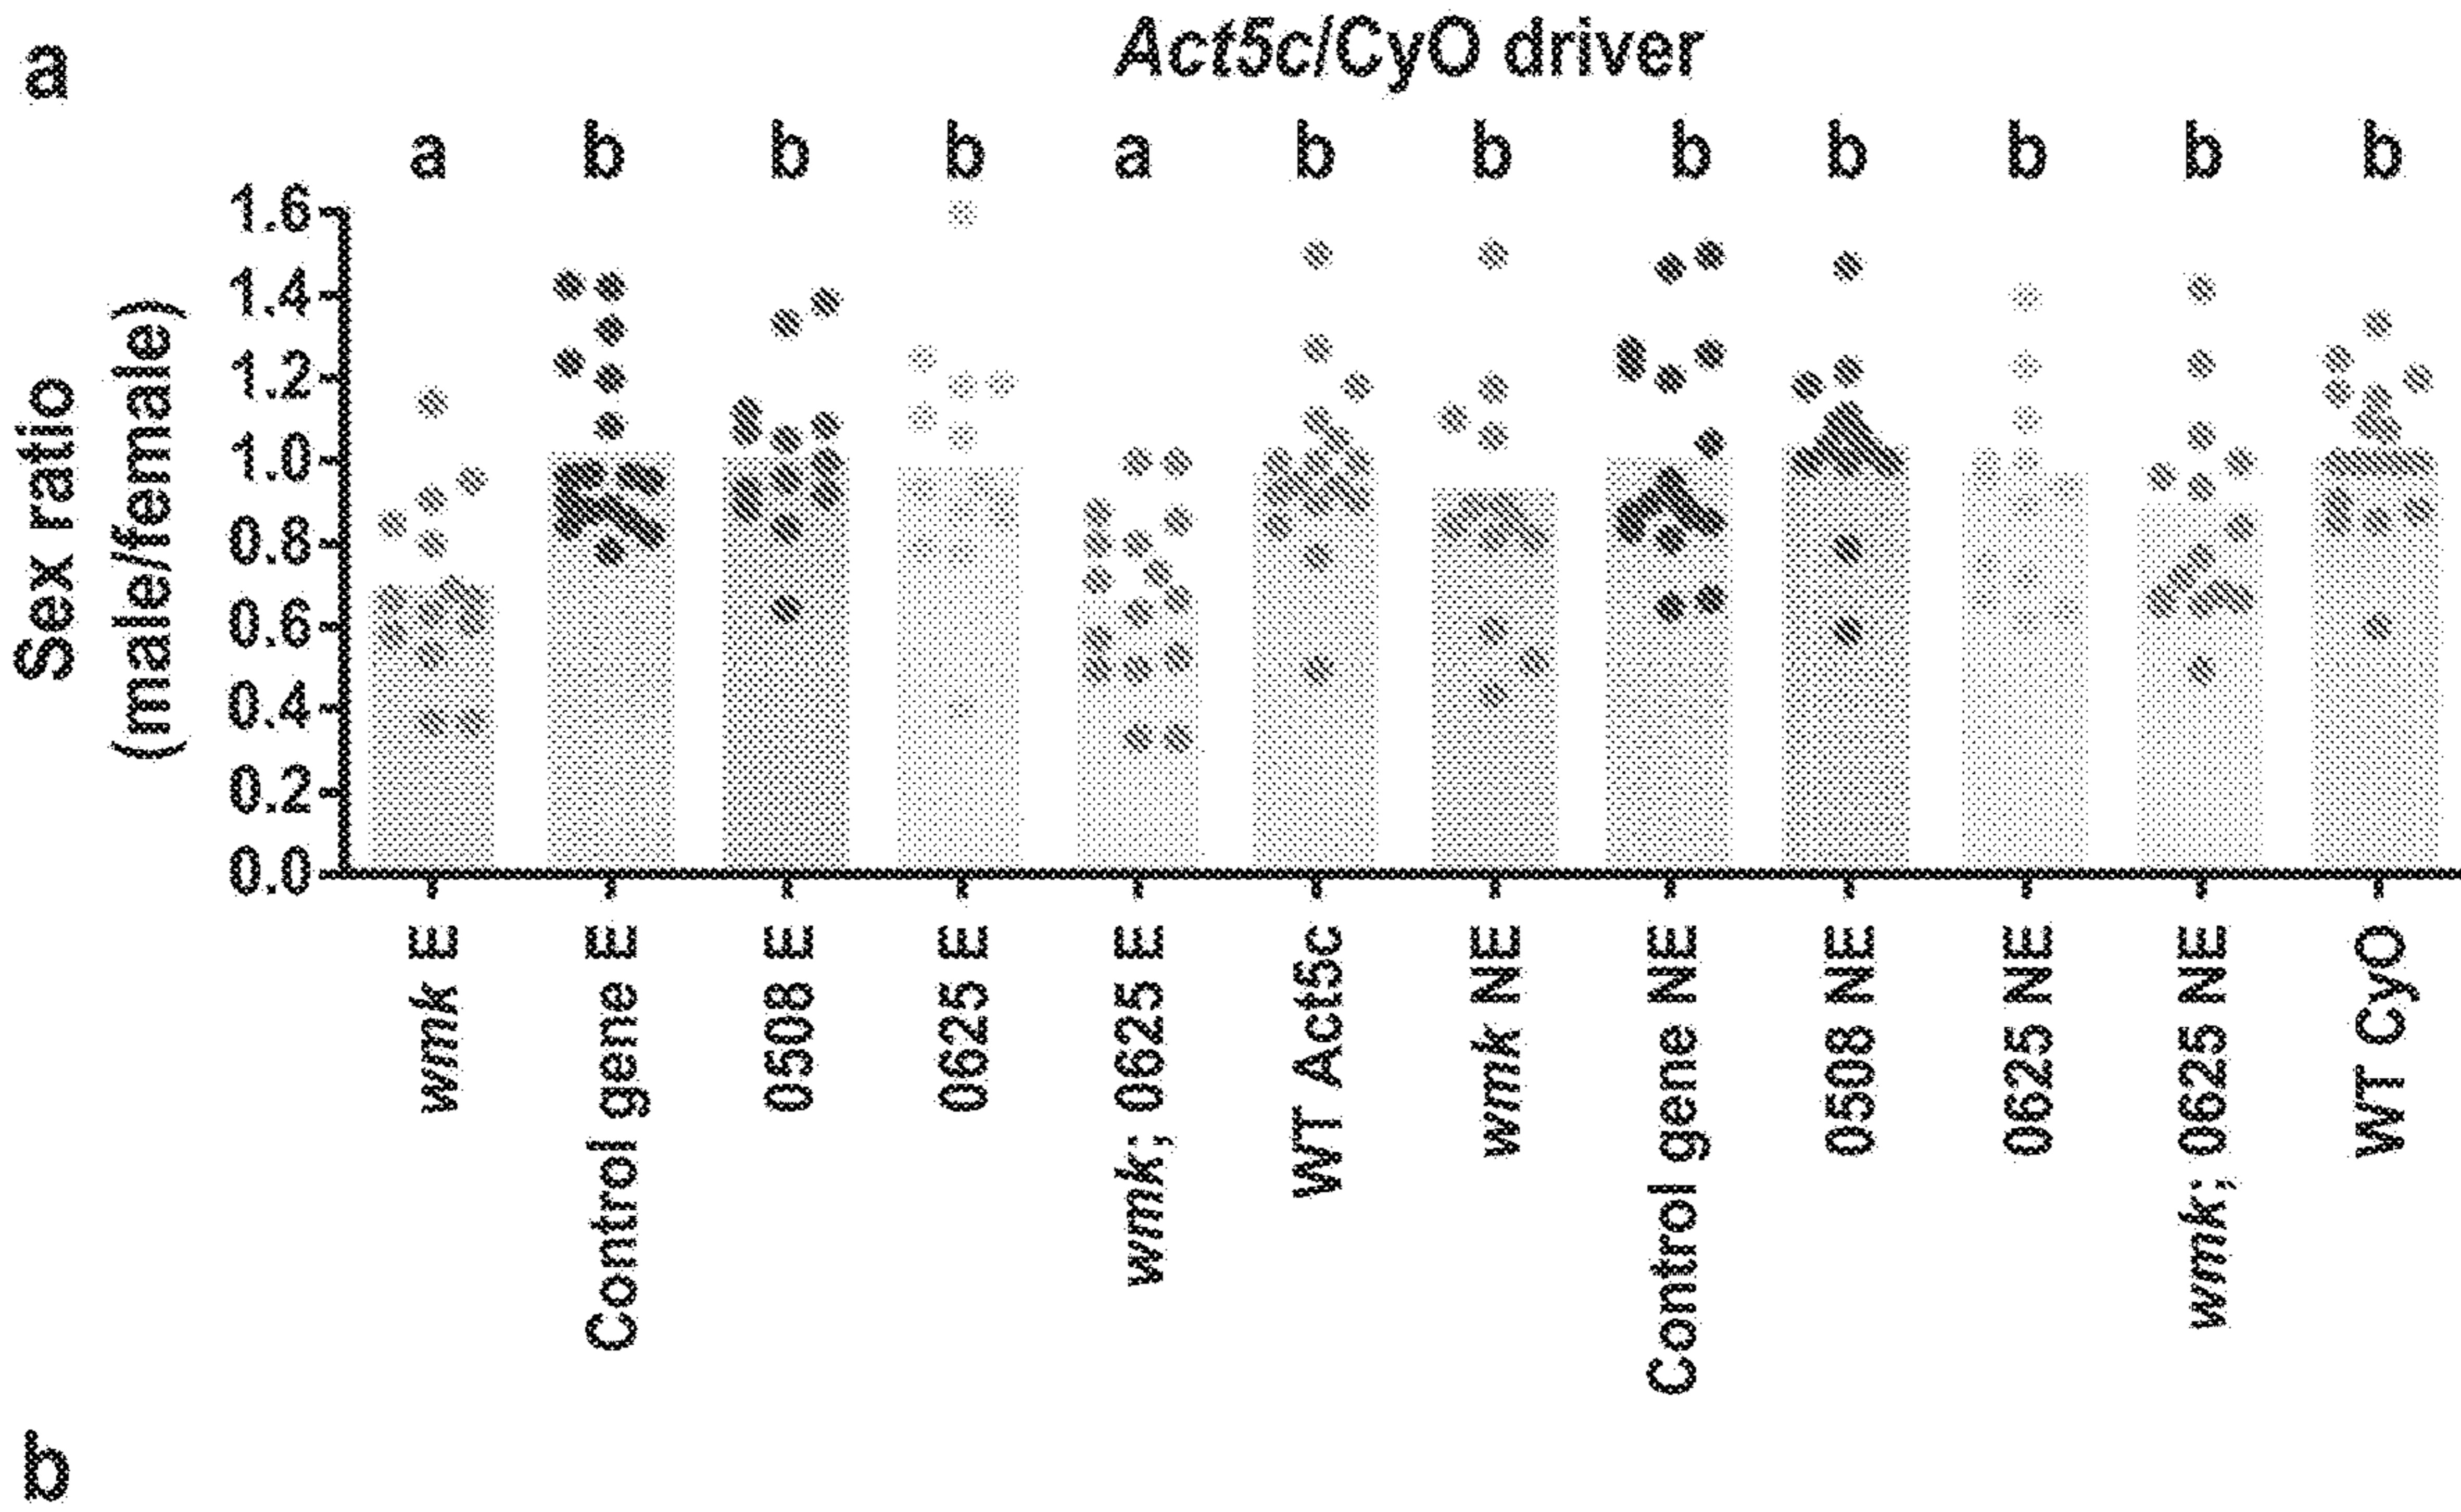 a
Act5c/CyO driver
a b b b a b b b b b b b
Sex ratio
(male/female)
1.6
1.4
1.2
1.0
0.8
0.6
0.4
0.2
0.0
wmk E
Control gene E
0508 E
0625 E
wmk; 0625 E
WT Act5c
wmk NE
Control gene NE
0508 NE
0625 NE
wmk; 0625 NE
WT CyO
b